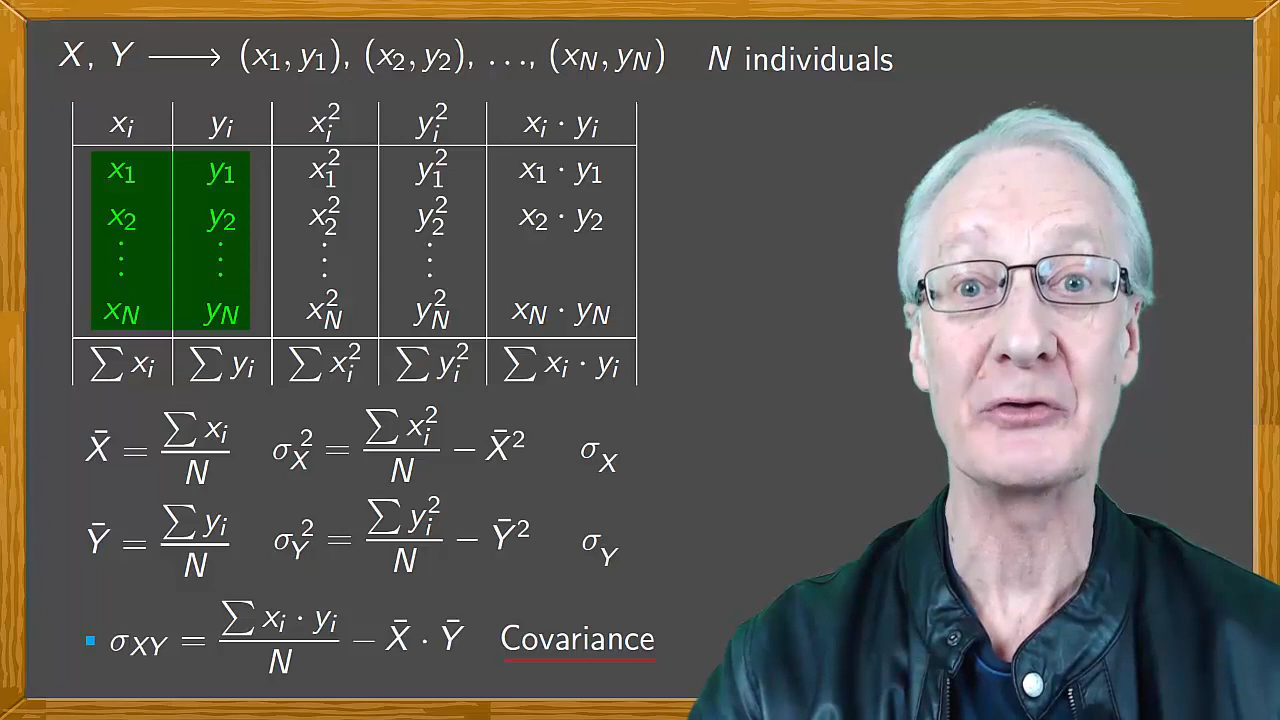 X, Y ⟶ (x₁, y₁), (x₂, y₂), …, (x_N, y_N) N individuals
xᵢ yᵢ xᵢ² yᵢ² xᵢ · yᵢ
x₁ y₁ x₁² y₁² x₁ · y₁
x₂ y₂ x₂² y₂² x₂ · y₂
⋮ ⋮ ⋮ ⋮
x_N y_N x_N² y_N² x_N · y_N
∑ xᵢ ∑ yᵢ ∑ xᵢ² ∑ yᵢ² ∑ xᵢ · yᵢ
X̄ = ∑ xᵢ / N σ_X² = ∑ xᵢ² / N − X̄² σ_X
Ȳ = ∑ yᵢ / N σ_Y² = ∑ yᵢ² / N − Ȳ² σ_Y
▪ σ_XY = ∑ xᵢ · yᵢ / N − X̄ · Ȳ Covariance